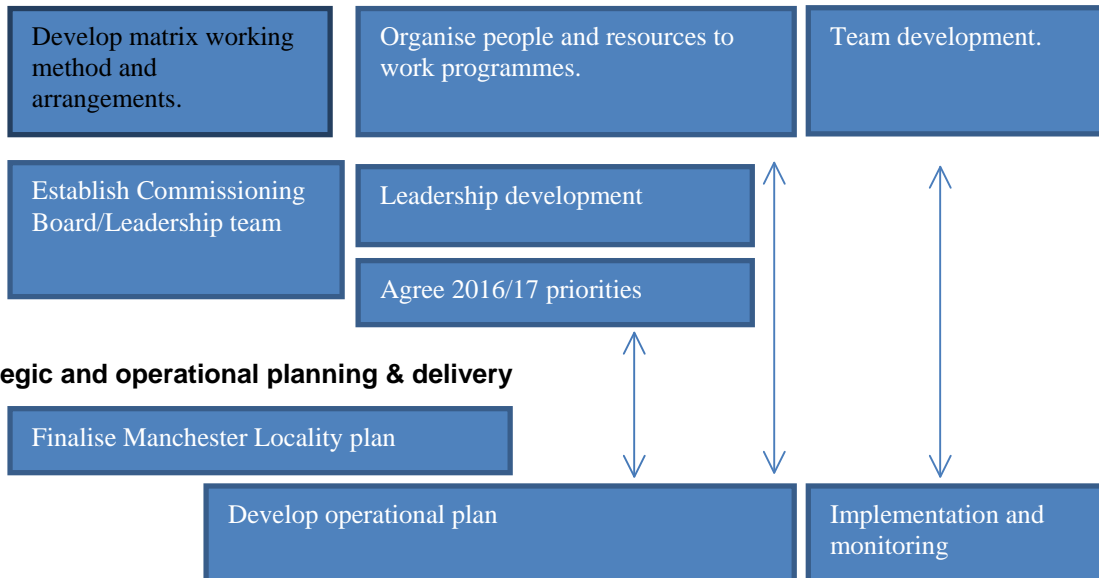 Develop matrix working
method and
arrangements.
Organise people and resources to
work programmes.
Team development.
Establish Commissioning
Board/Leadership team
Leadership development
Agree 2016/17 priorities
egic and operational planning & delivery
Finalise Manchester Locality plan
Develop operational plan
Implementation and
monitoring